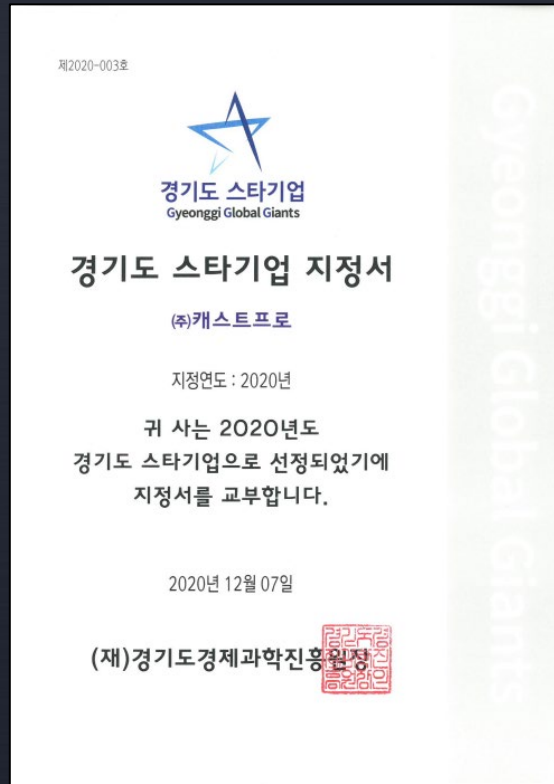 제2020-003호
경기도 스타기업
Gyeonggi Global Giants
경기도 스타기업 지정서
(주)캐스트프로
지정연도 : 2020년
귀 사는 2020년도
경기도 스타기업으로 선정되었기에
지정서를 교부합니다.
2020년 12월 07일
(재)경기도경제과학진흥원장
Gyeonggi Global Giants